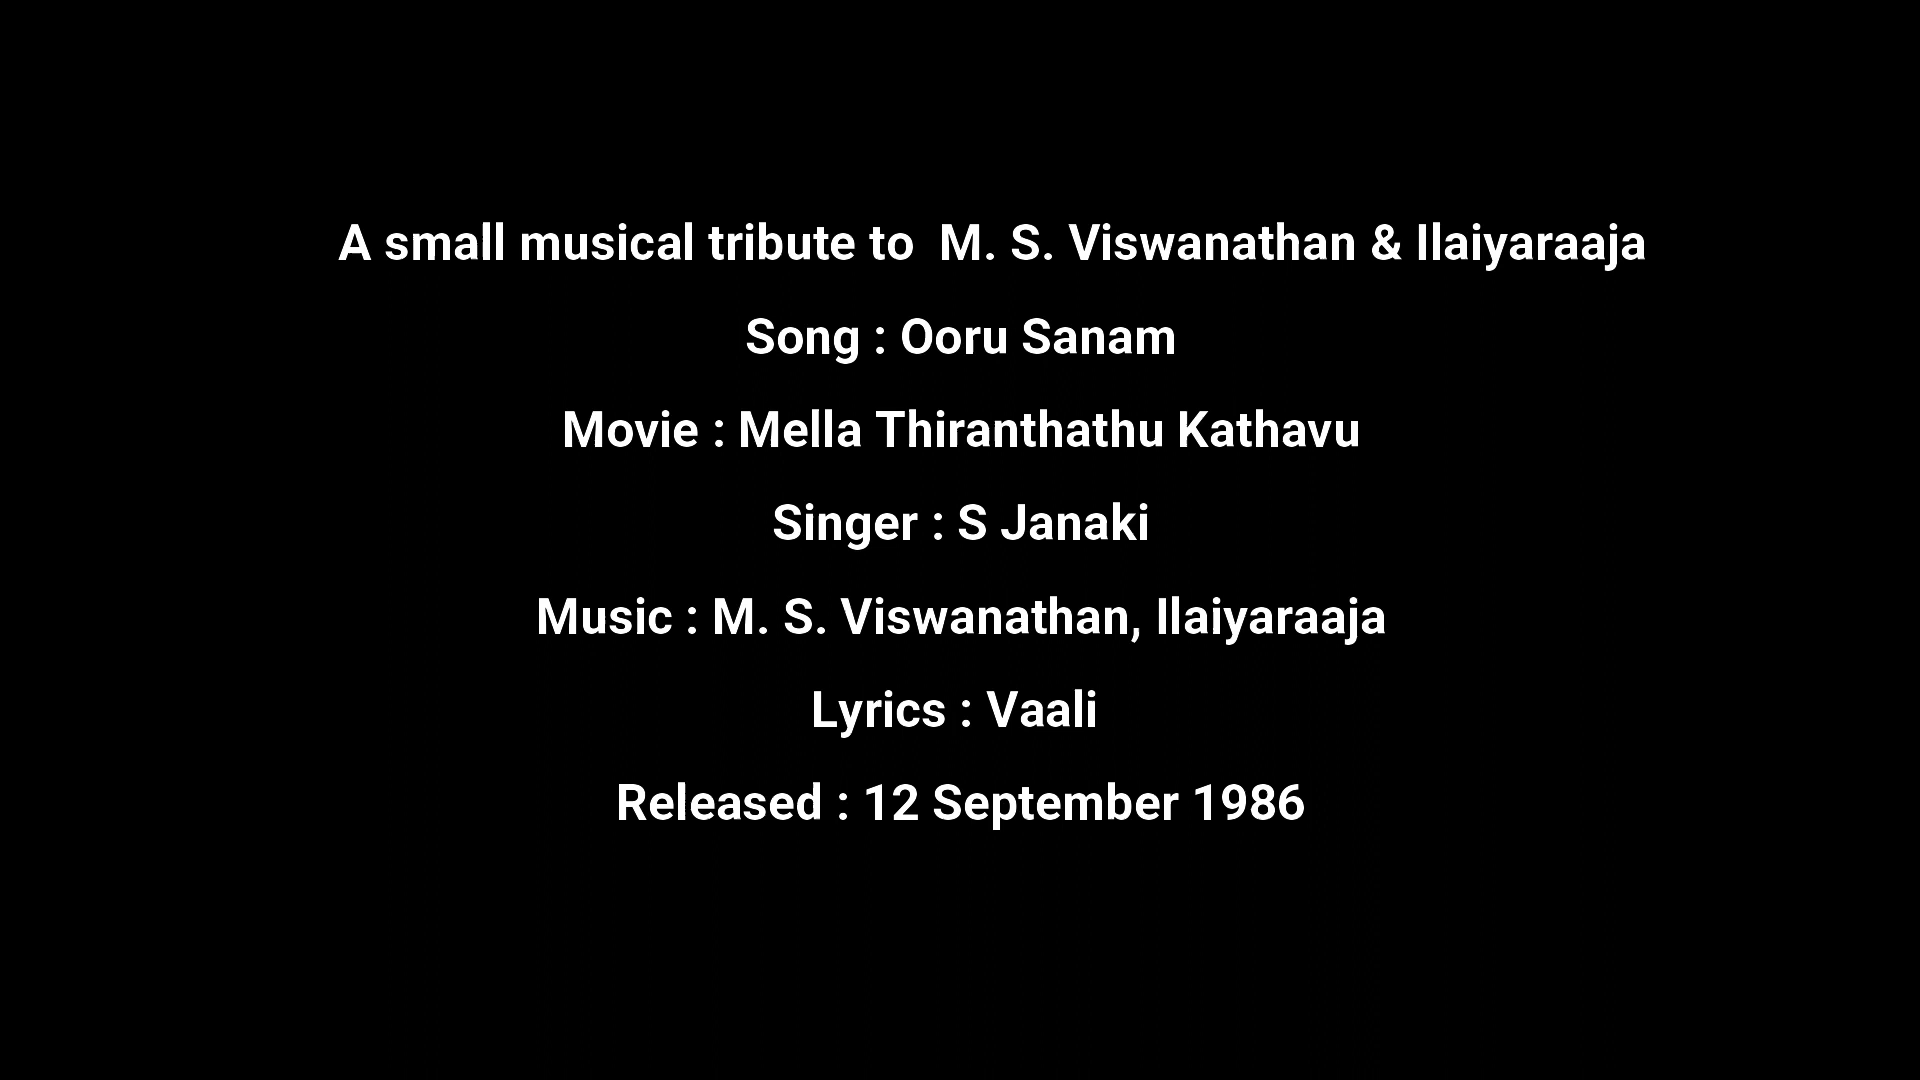 A small musical tribute to  M. S. Viswanathan & Ilaiyaraaja
Song : Ooru Sanam
Movie : Mella Thiranthathu Kathavu
Singer : S Janaki
Music : M. S. Viswanathan, Ilaiyaraaja
Lyrics : Vaali
Released : 12 September 1986